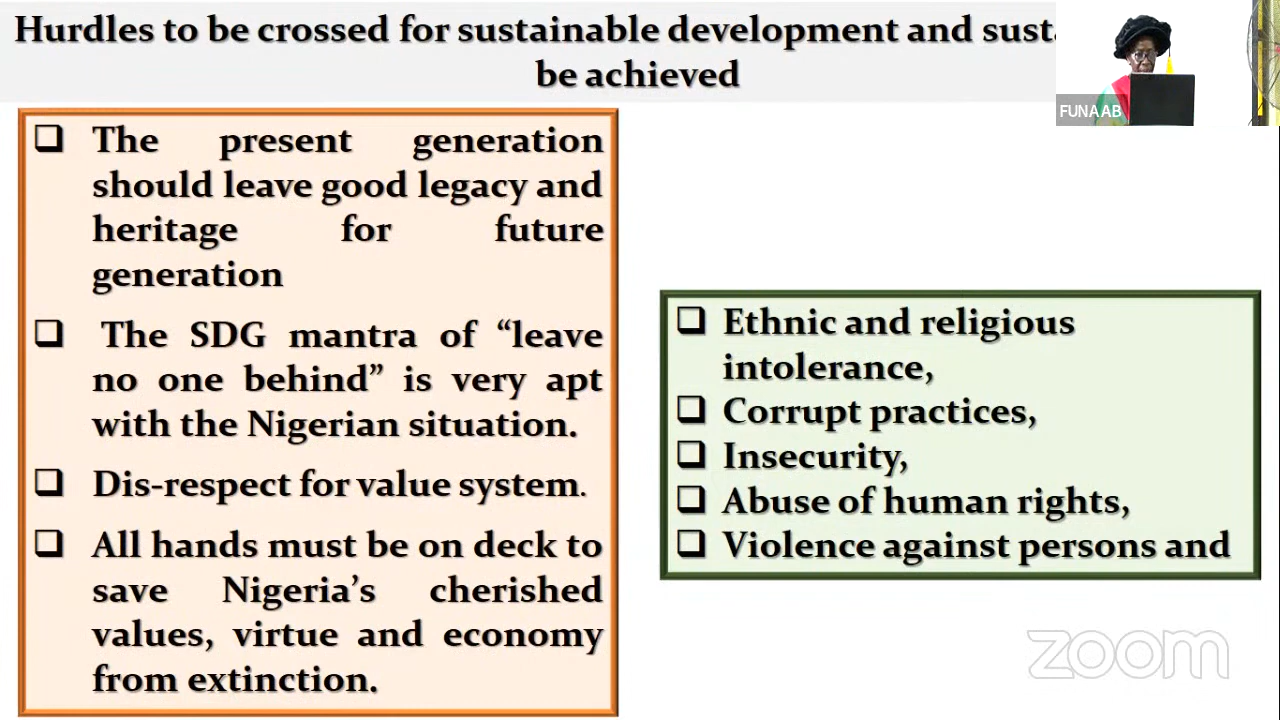 Hurdles to be crossed for sustainable development and
be achieved
FUNAAB
❑ The present generation
should leave good legacy and
heritage for future
generation
❑ The SDG mantra of “leave
no one behind” is very apt
with the Nigerian situation.
❑ Dis-respect for value system.
❑ All hands must be on deck to
save Nigeria’s cherished
values, virtue and economy
from extinction.
❑ Ethnic and religious
intolerance,
❑ Corrupt practices,
❑ Insecurity,
❑ Abuse of human rights,
❑ Violence against persons and
zoom